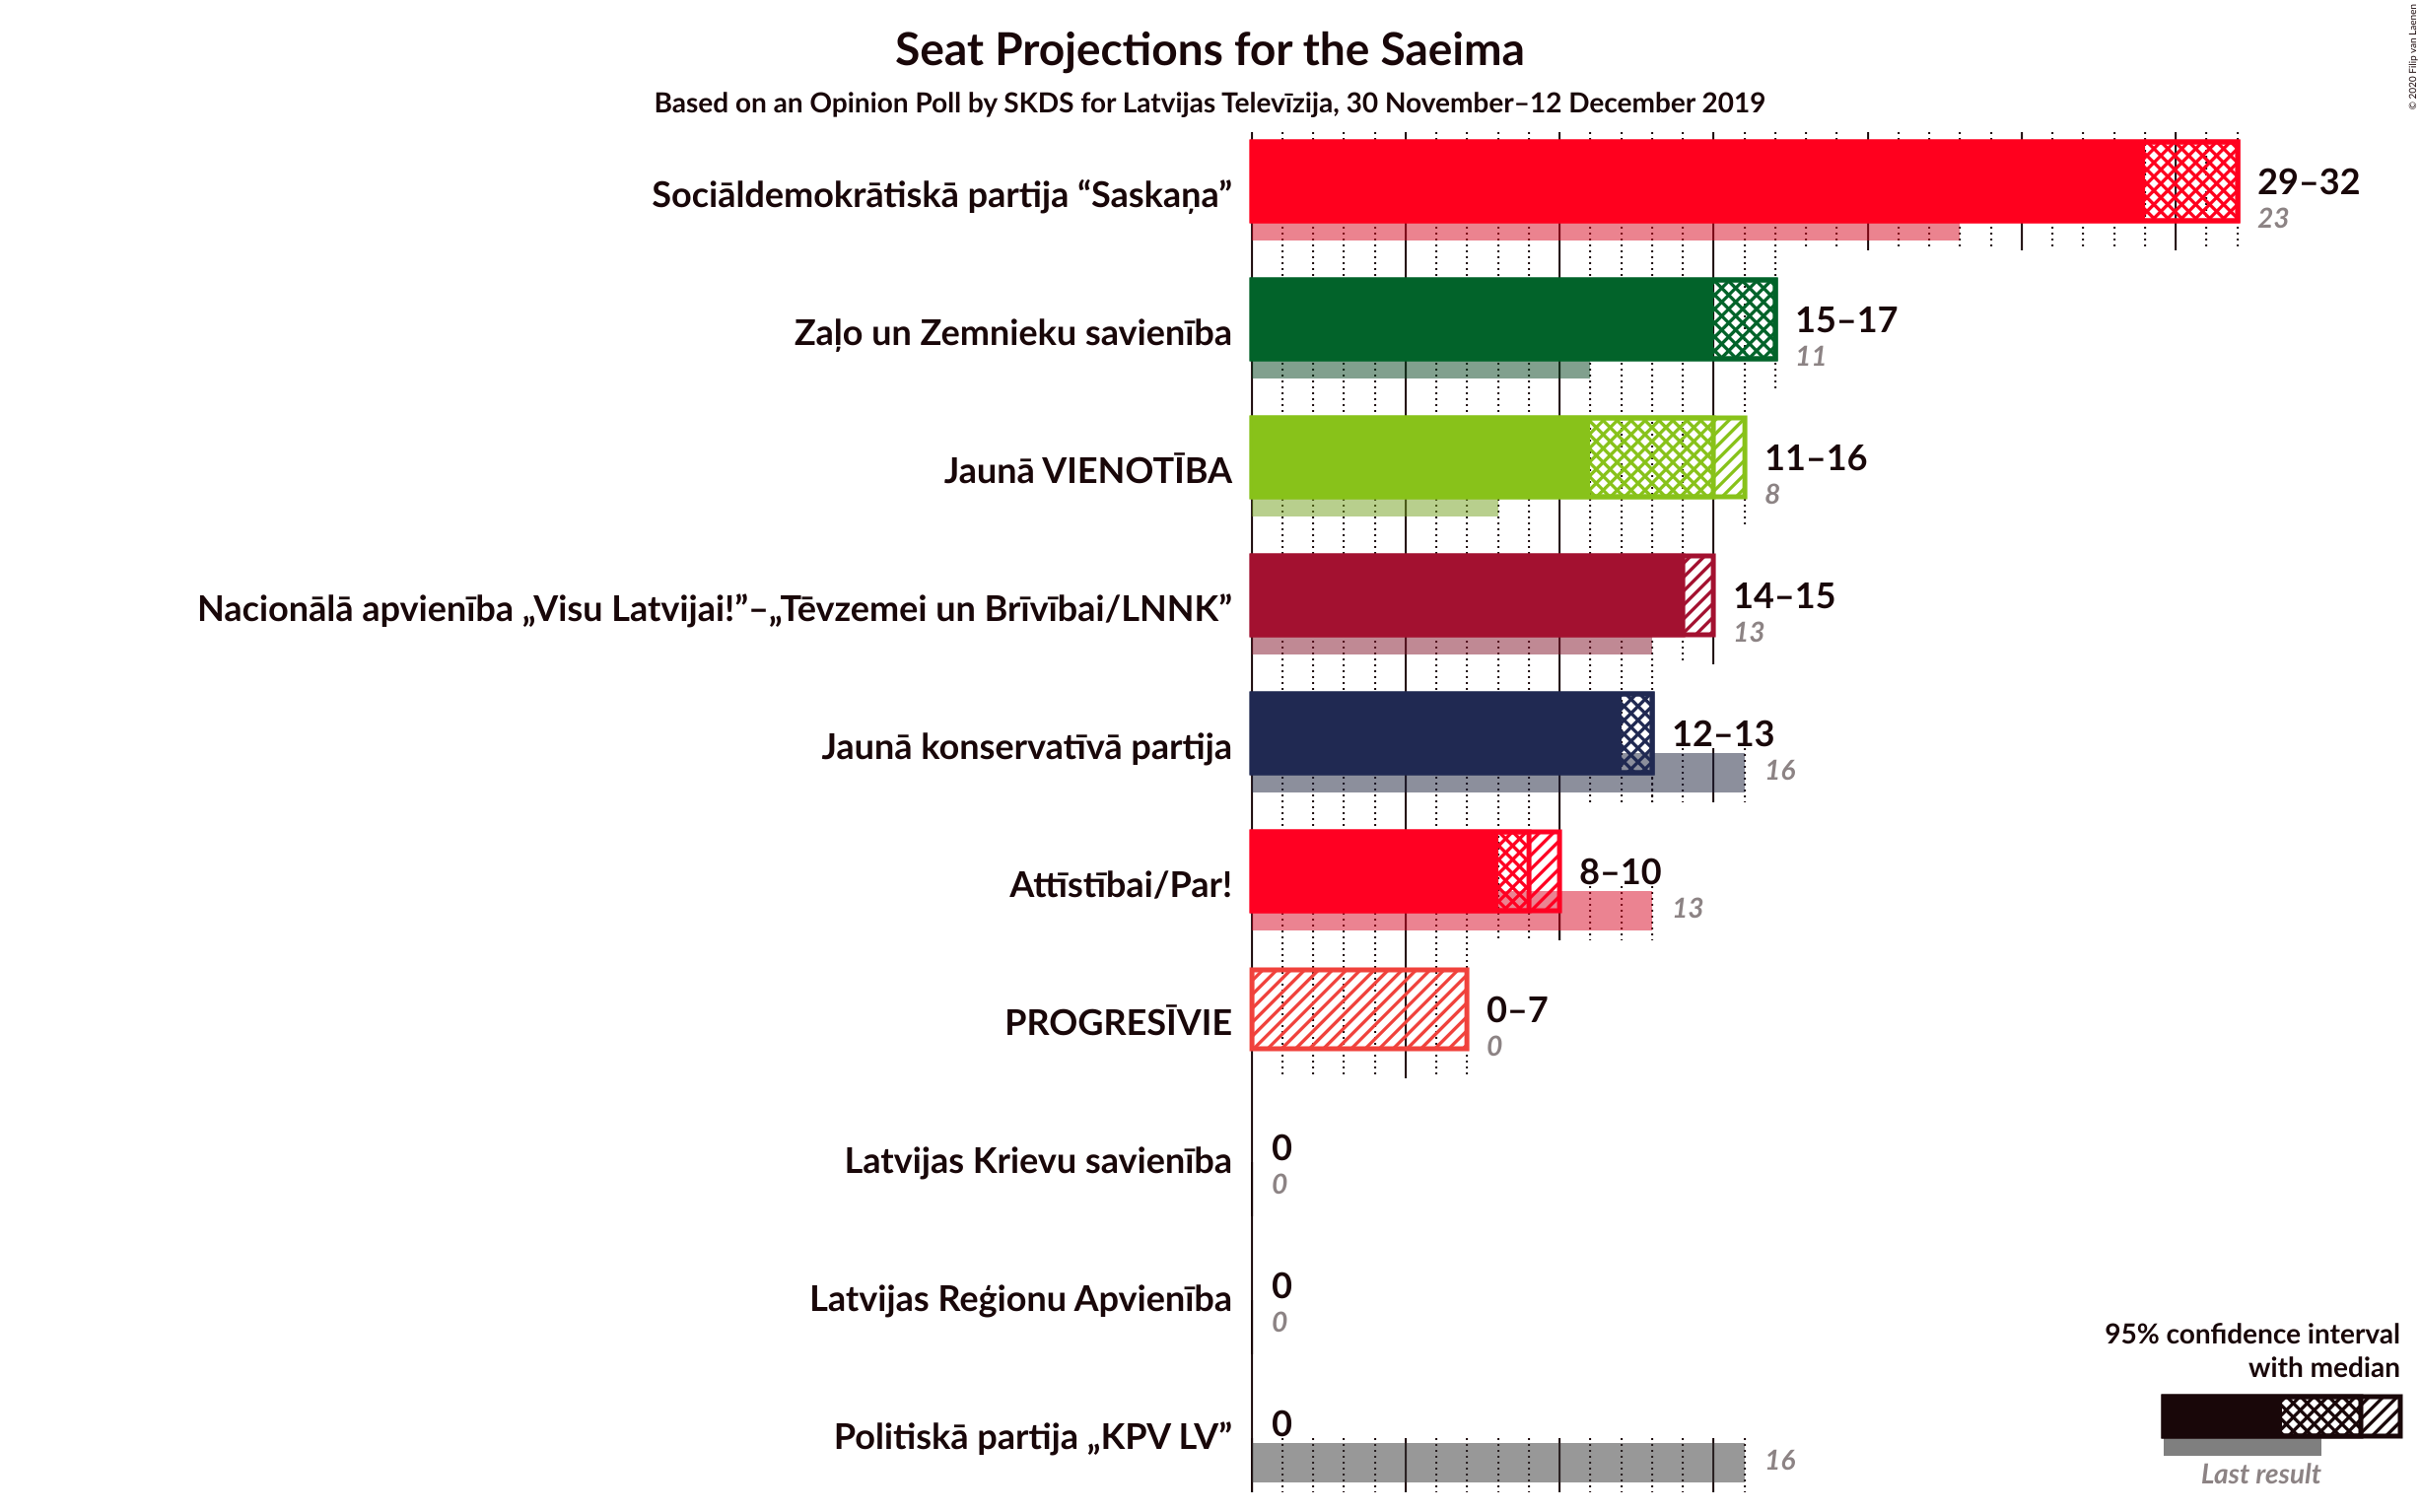 Seat Projections for the Saeima
Based on an Opinion Poll by SKDS for Latvijas Televīzija, 30 November–12 December 2019
© 2020 Filip van Laenen
Sociāldemokrātiskā partija “Saskaņa”
29–32
23
Zaļo un Zemnieku savienība
15–17
11
Jaunā VIENOTĪBA
11–16
8
Nacionālā apvienība „Visu Latvijai!”–„Tēvzemei un Brīvībai/LNNK”
14–15
13
Jaunā konservatīvā partija
12–13
16
Attīstībai/Par!
8–10
13
PROGRESĪVIE
0–7
0
Latvijas Krievu savienība
0
0
Latvijas Reģionu Apvienība
0
0
Politiskā partija „KPV LV”
0
16
95% confidence interval
with median
Last result